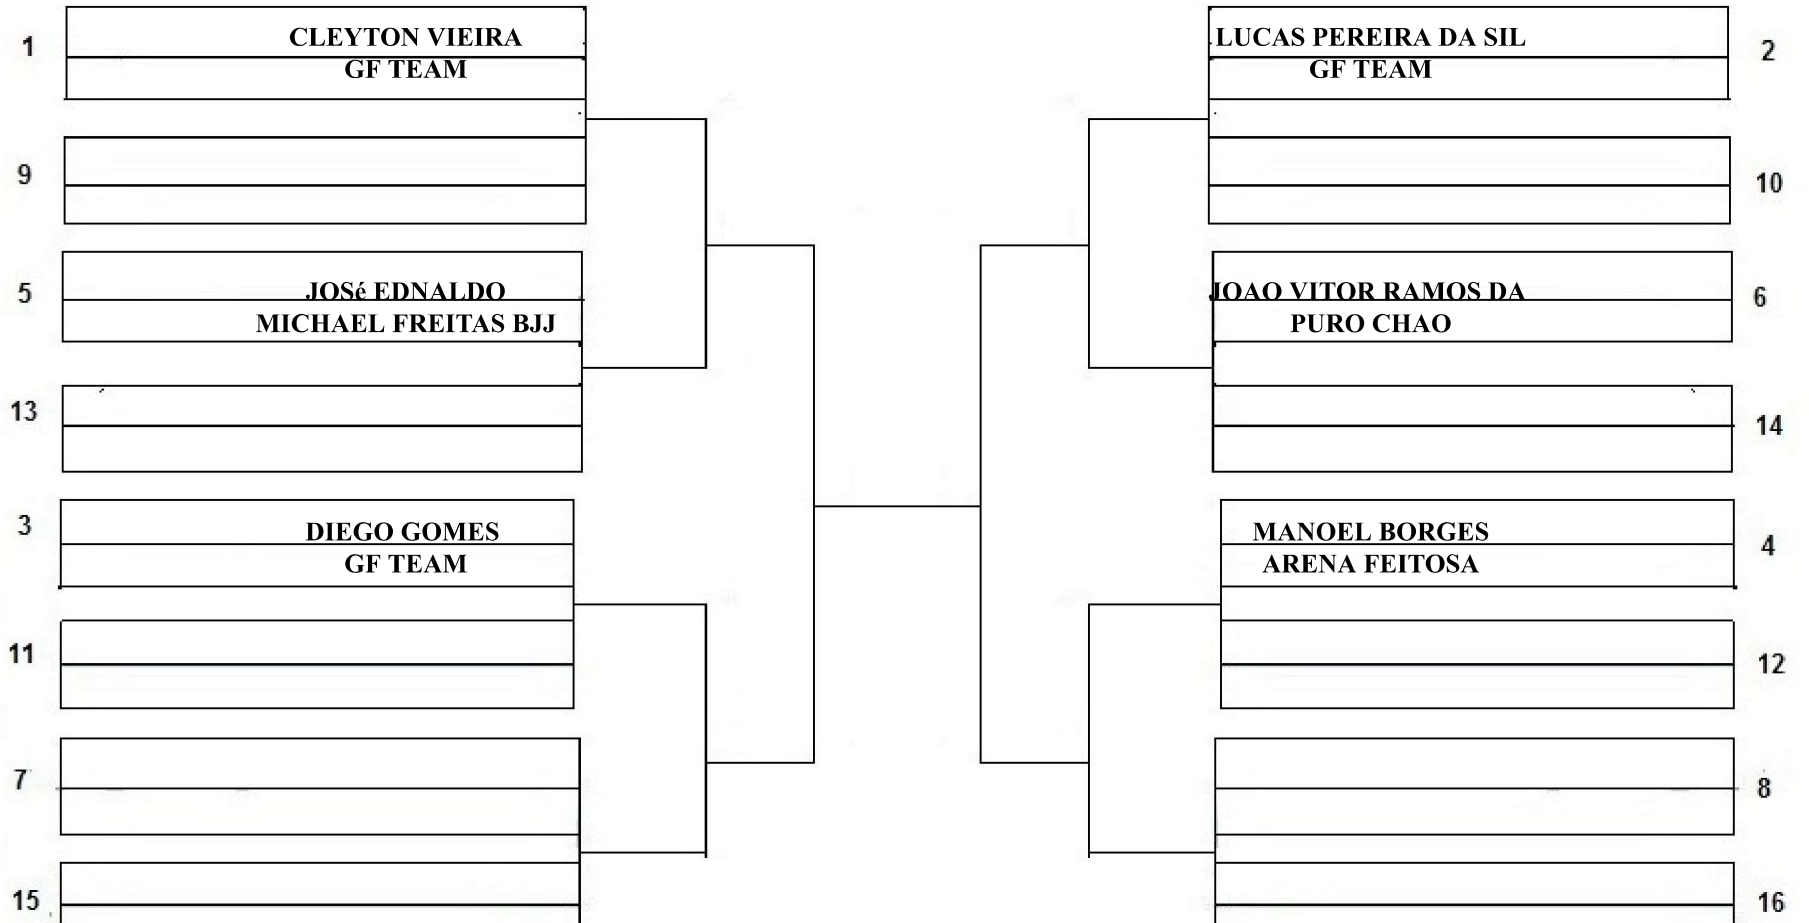 1
CLEYTON VIEIRA
GF TEAM
9
5
JOSé EDNALDO
MICHAEL FREITAS BJJ
13
3
DIEGO GOMES
GF TEAM
11
7
15
LUCAS PEREIRA DA SIL
GF TEAM
2
10
JOAO VITOR RAMOS DA
PURO CHAO
6
14
MANOEL BORGES
ARENA FEITOSA
4
12
8
16